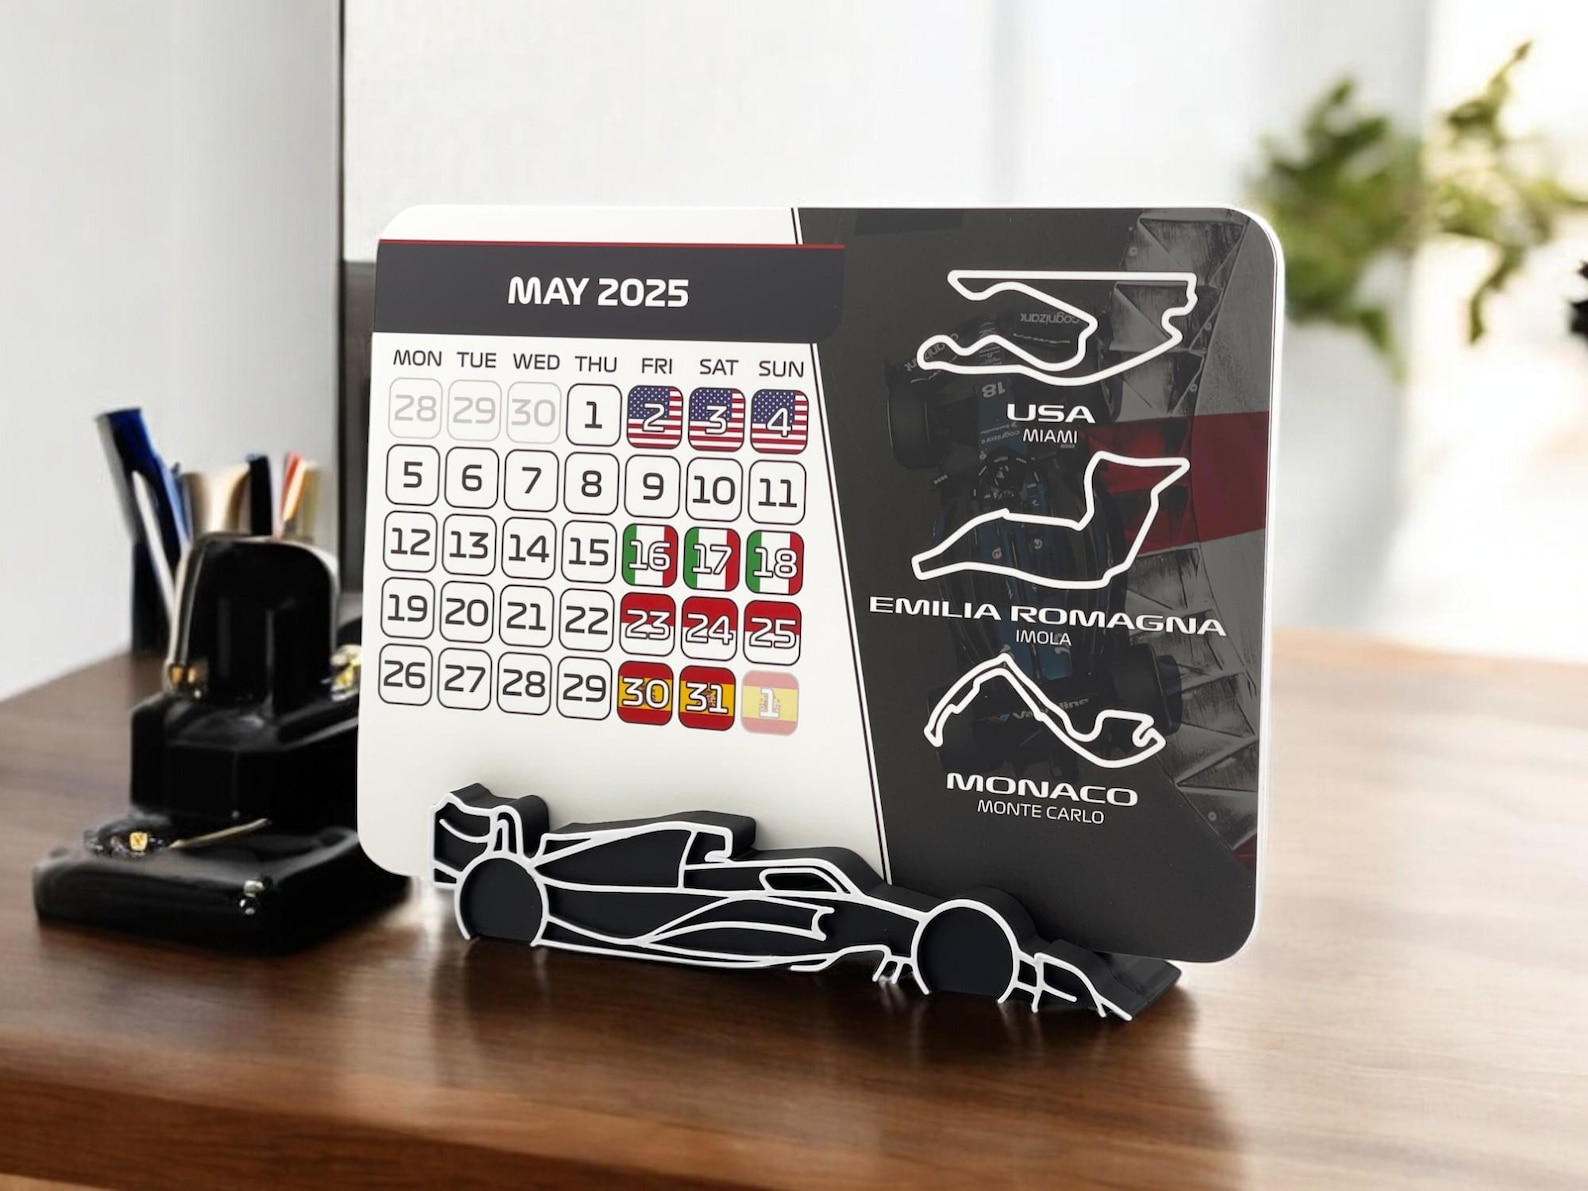 MAY 2025
MON TUE WED THU FRI SAT SUN
28 29 30 1 2 3 4
5 6 7 8 9 10 11
12 13 14 15 16 17 18
19 20 21 22 23 24 25
26 27 28 29 30 31 1
cognizant
18
USA
MIAMI
EMILIA ROMAGNA
IMOLA
MONACO
MONTE CARLO